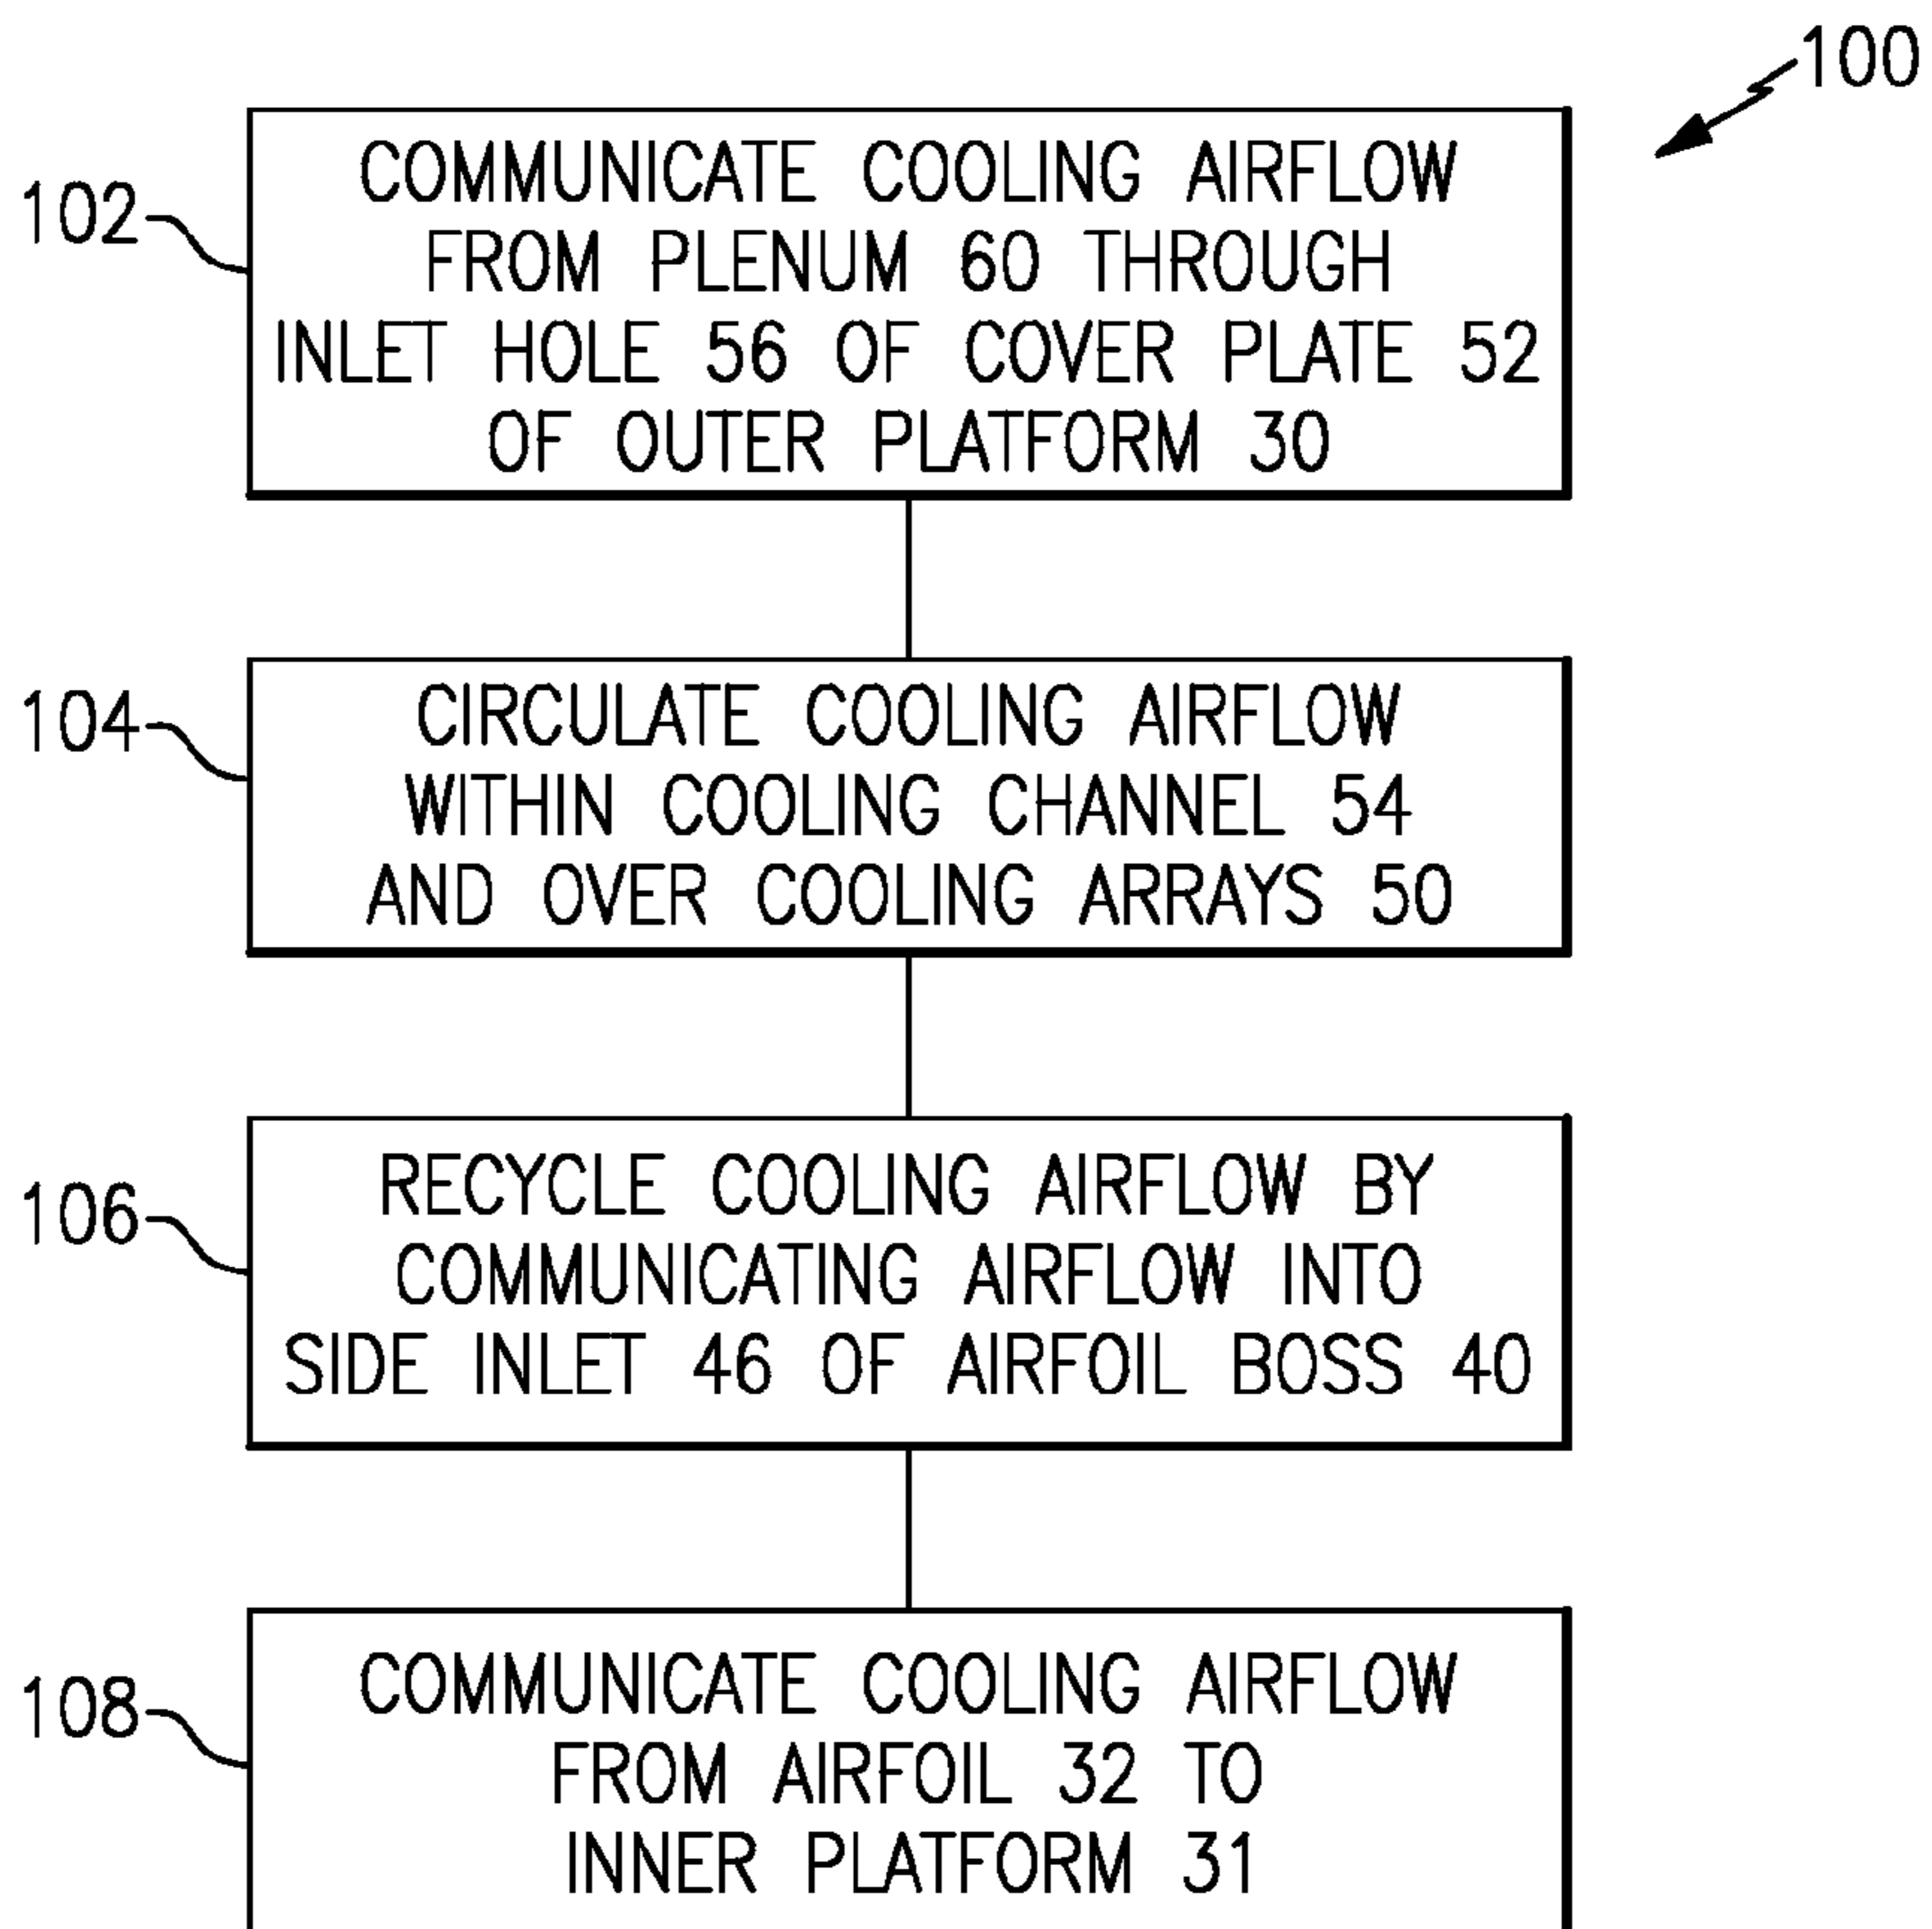 100
102
COMMUNICATE COOLING AIRFLOW
FROM PLENUM 60 THROUGH
INLET HOLE 56 OF COVER PLATE 52
OF OUTER PLATFORM 30
104
CIRCULATE COOLING AIRFLOW
WITHIN COOLING CHANNEL 54
AND OVER COOLING ARRAYS 50
106
RECYCLE COOLING AIRFLOW BY
COMMUNICATING AIRFLOW INTO
SIDE INLET 46 OF AIRFOIL BOSS 40
108
COMMUNICATE COOLING AIRFLOW
FROM AIRFOIL 32 TO
INNER PLATFORM 31